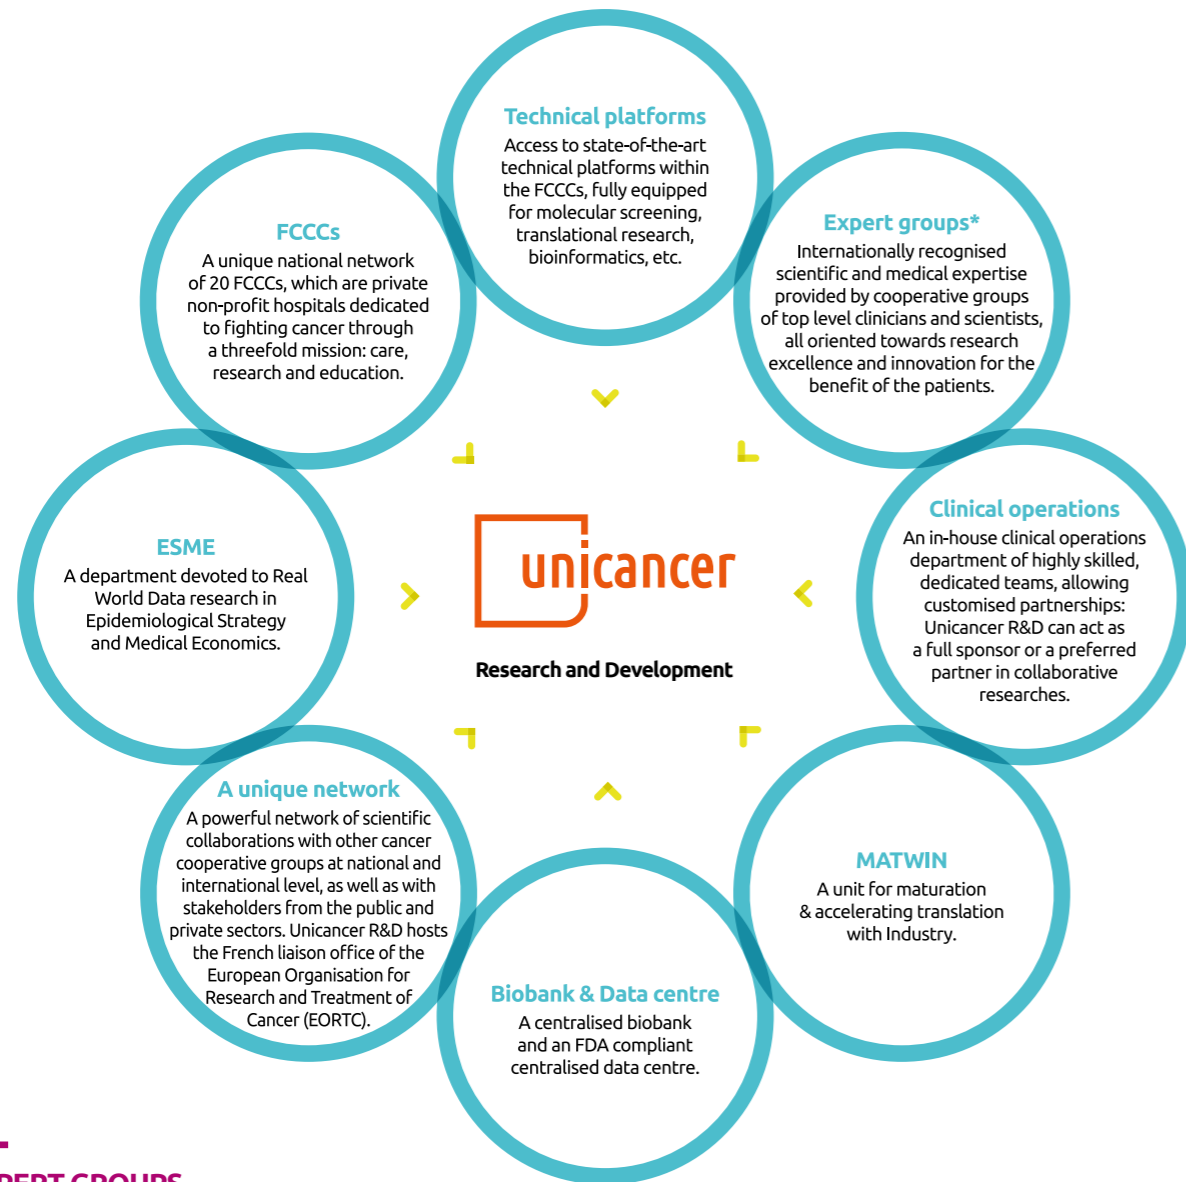 Technical platforms
Access to state-of-the-art
technical platforms within
the FCCCs, fully equipped
for molecular screening,
translational research,
bioinformatics, etc.
FCCCs
A unique national network
of 20 FCCCs, which are private
non-profit hospitals dedicated
to fighting cancer through
a threefold mission: care,
research and education.
Expert groups*
Internationally recognised
scientific and medical expertise
provided by cooperative groups
of top level clinicians and scientists,
all oriented towards research
excellence and innovation for the
benefit of the patients.
ESME
A department devoted to Real
World Data research in
Epidemiological Strategy
and Medical Economics.
unicancer
Research and Development
Clinical operations
An in-house clinical operations
department of highly skilled,
dedicated teams, allowing
customised partnerships:
Unicancer R&D can act as
a full sponsor or a preferred
partner in collaborative
researches.
A unique network
A powerful network of scientific
collaborations with other cancer
cooperative groups at national and
international level, as well as with
stakeholders from the public and
private sectors. Unicancer R&D hosts
the French liaison office of the
European Organisation for
Research and Treatment of
Cancer (EORTC).
MATWIN
A unit for maturation
& accelerating translation
with Industry.
Biobank & Data centre
A centralised biobank
and an FDA compliant
centralised data centre.
GROUPS